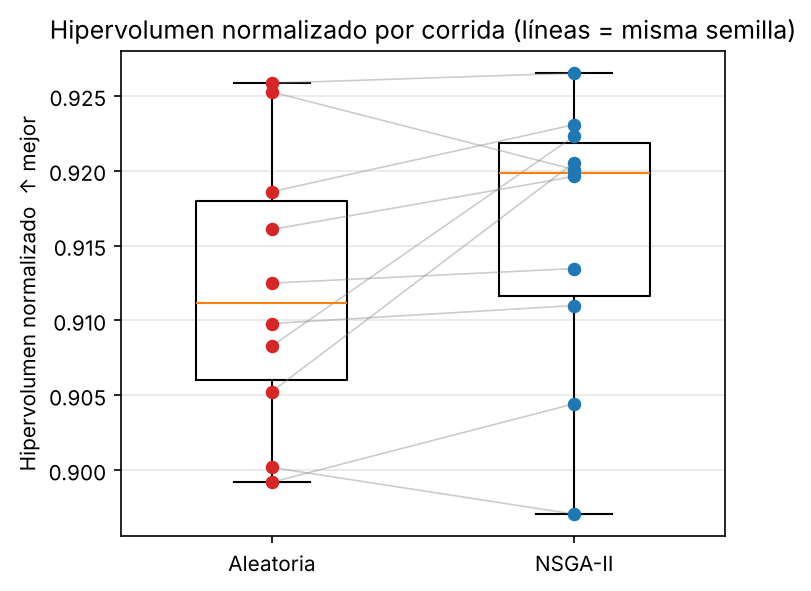 Hipervolumen normalizado por corrida (líneas = misma semilla)
Hipervolumen normalizado ↑ mejor
0.925
0.920
0.915
0.910
0.905
0.900
Aleatoria
NSGA-II